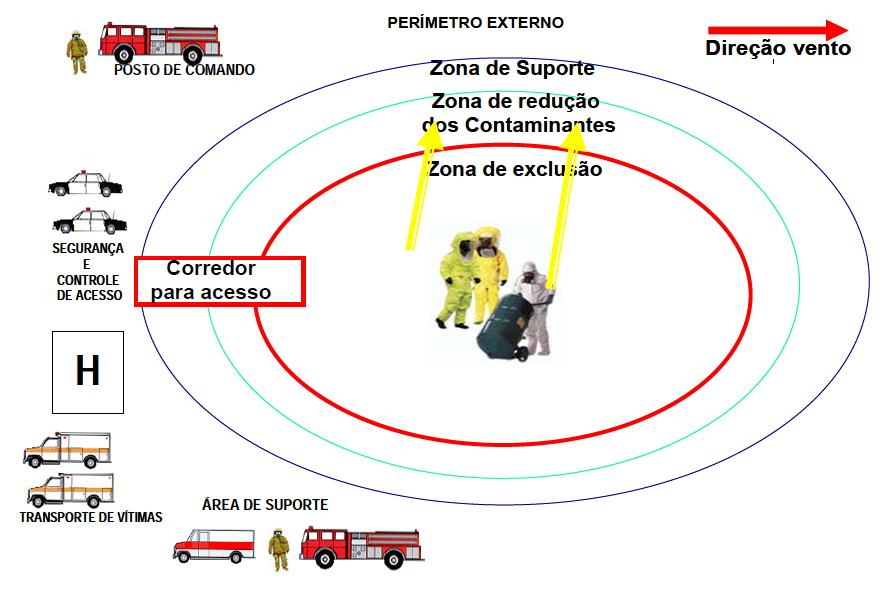 PERÍMETRO EXTERNO
Direção vento
POSTO DE COMANDO
Zona de Suporte
Zona de redução
dos Contaminantes
Zona de exclusão
SEGURANÇA
E
CONTROLE
DE ACESSO
Corredor
para acesso
H
TRANSPORTE DE VÍTIMAS
ÁREA DE SUPORTE